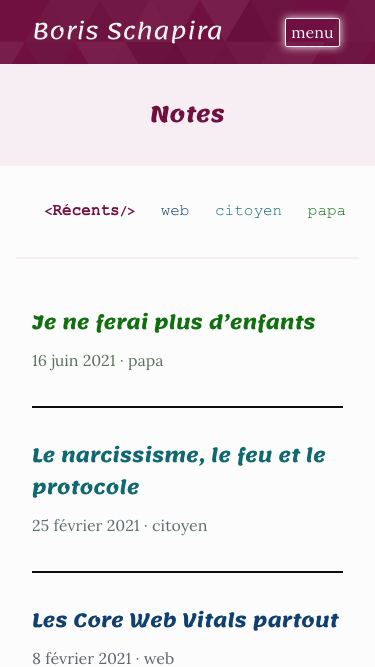 Boris Schapira
menu
Notes
<Récents/> web citoyen papa
Je ne ferai plus d’enfants
16 juin 2021 · papa
Le narcissisme, le feu et le
protocole
25 février 2021 · citoyen
Les Core Web Vitals partout
8 février 2021 · web